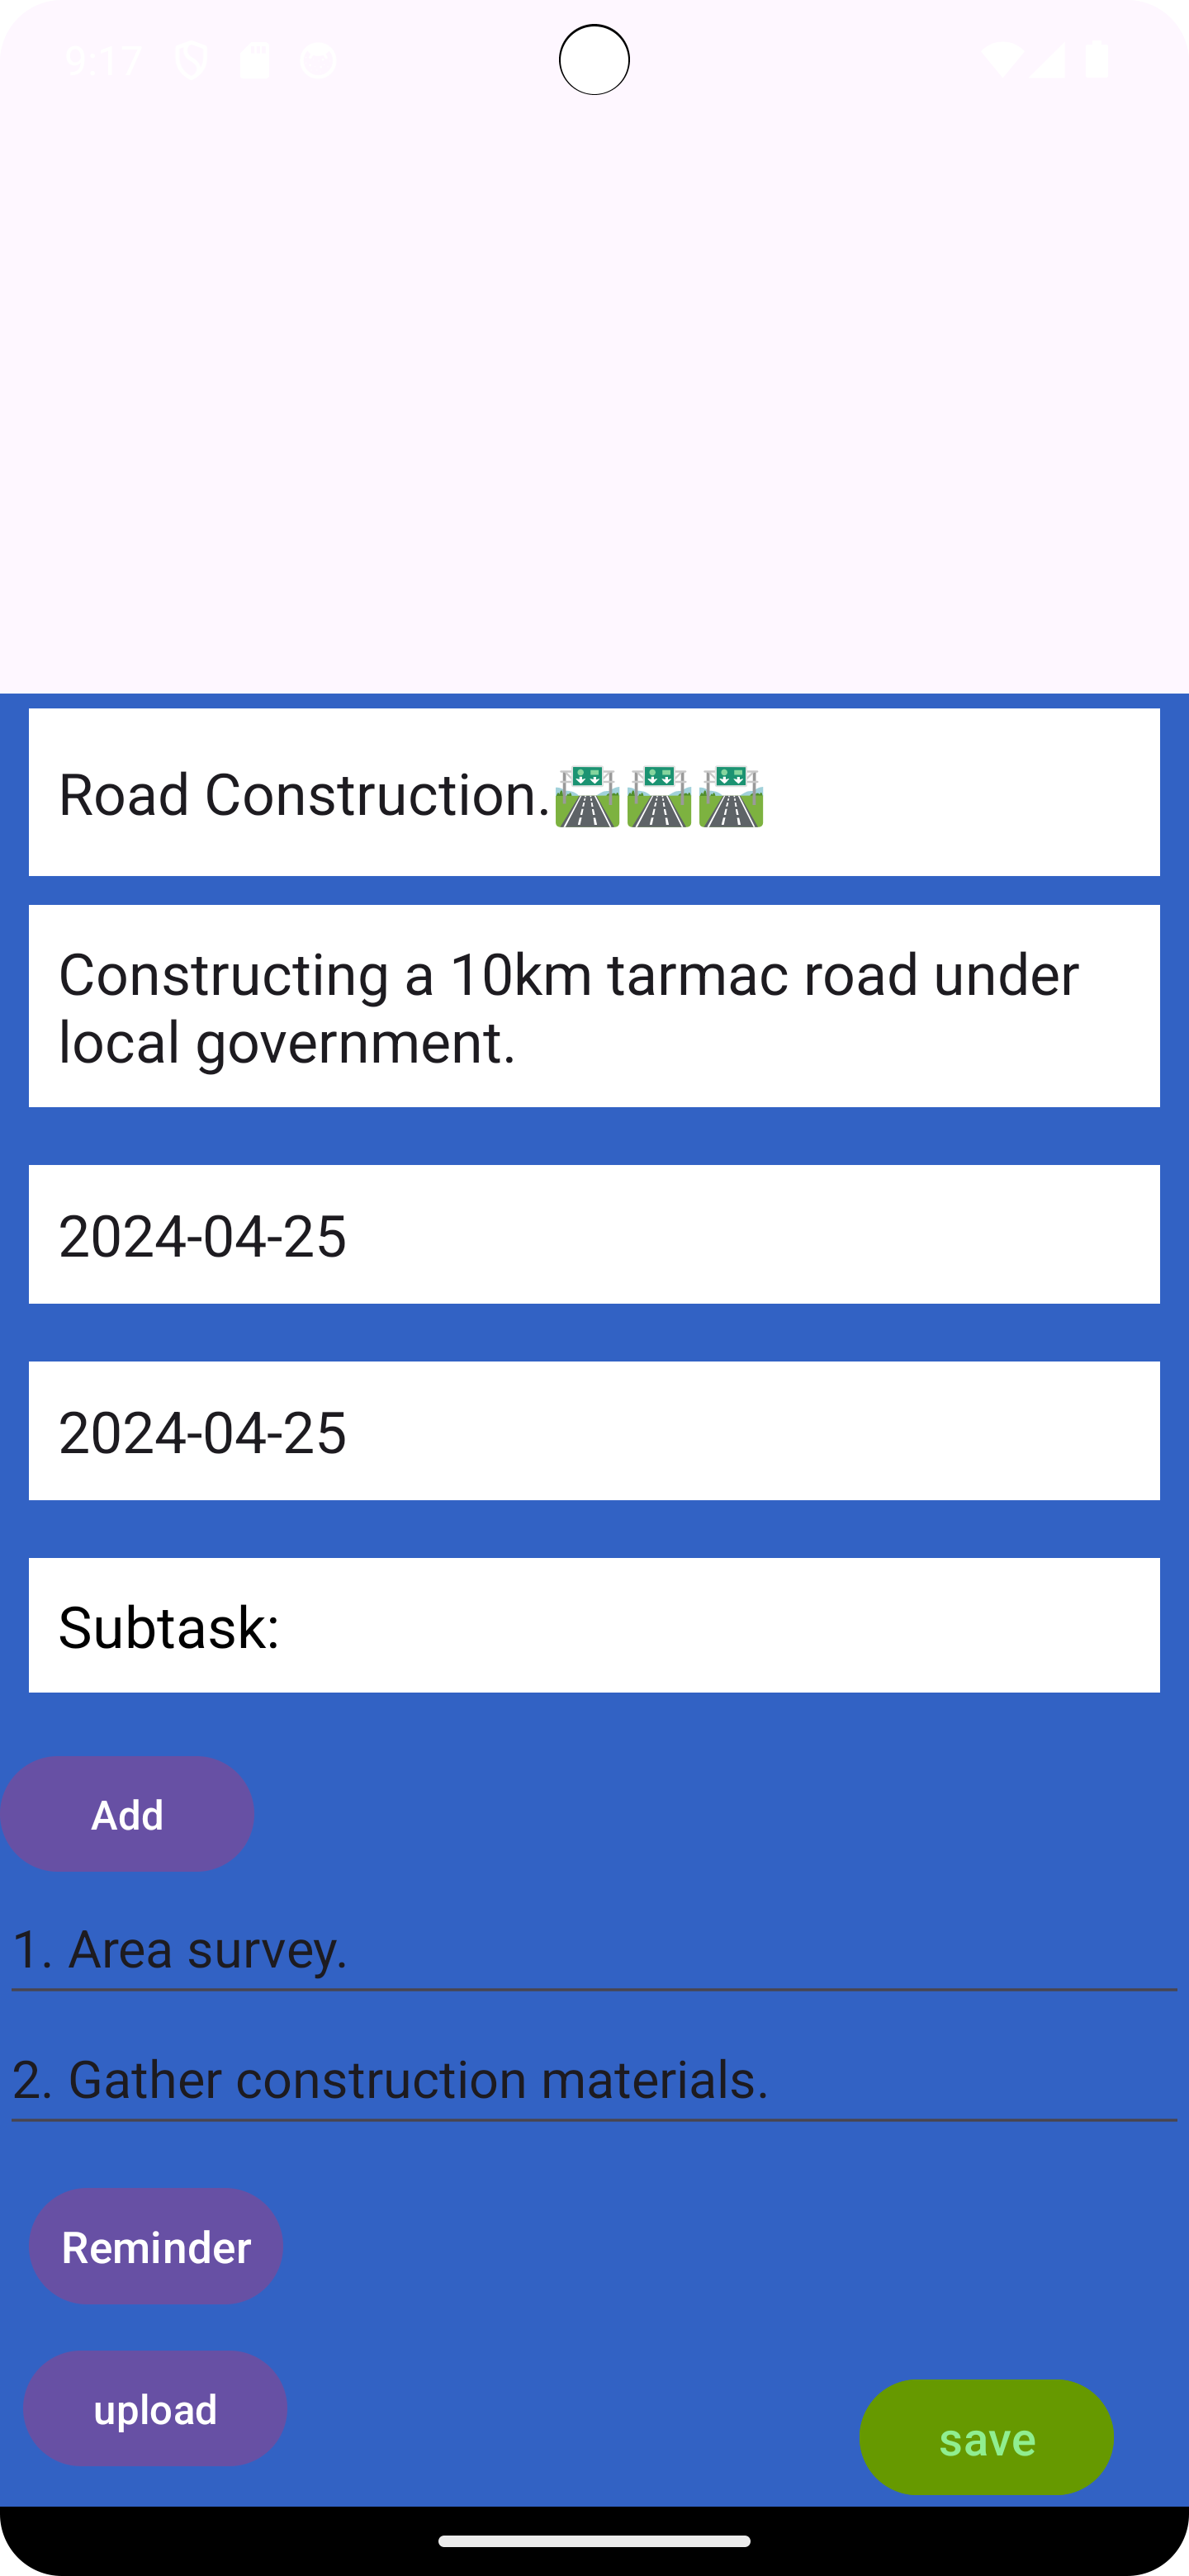 9:17
Road Construction.🛣️🛣️🛣️
Constructing a 10km tarmac road under
local government.
2024-04-25
2024-04-25
Subtask:
Add
1. Area survey.
2. Gather construction materials.
Reminder
upload
save